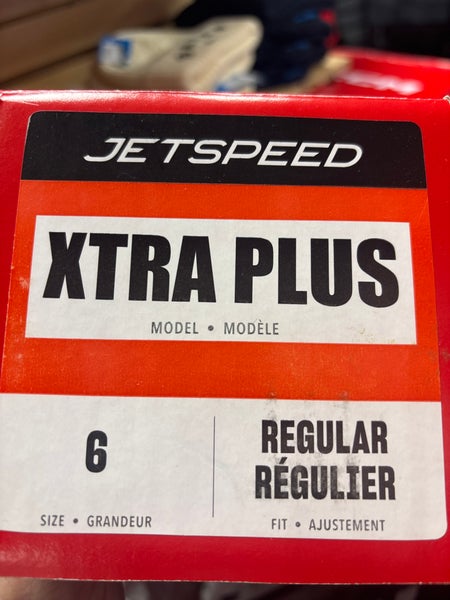 JETSPEED
XTRA PLUS
MODEL • MODÈLE
6
SIZE • GRANDEUR
REGULAR
RÉGULIER
FIT • AJUSTEMENT